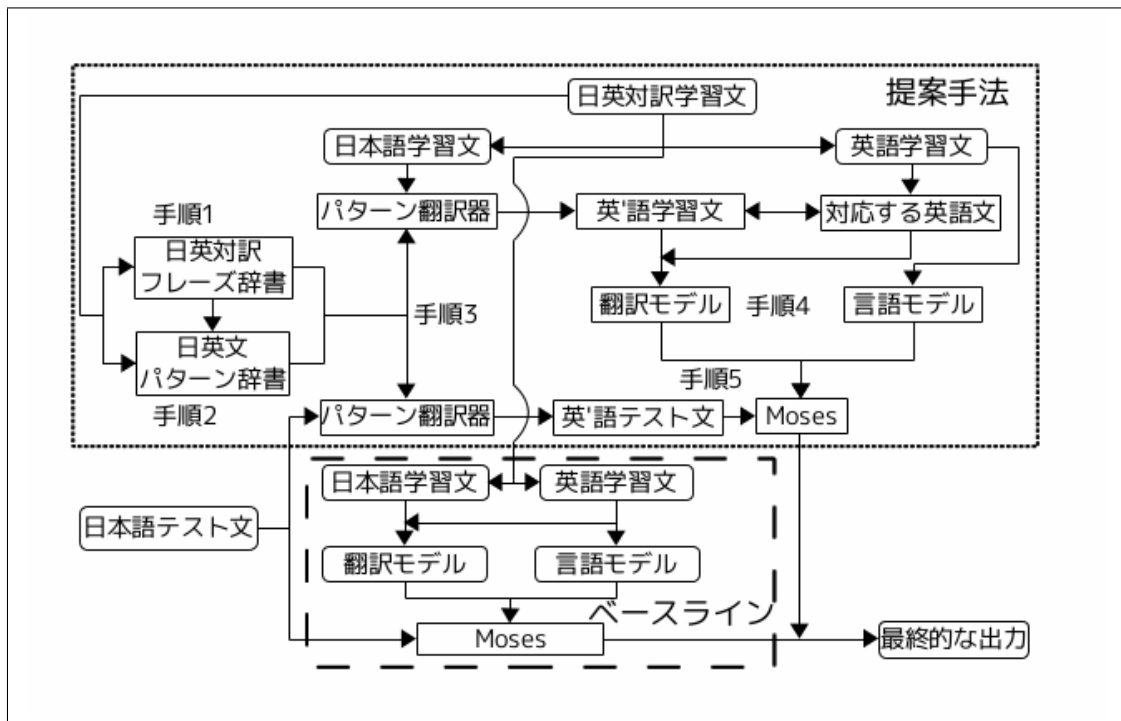 日英対訳学習文
提案手法
日本語学習文
英語学習文
パターン翻訳器
英'語学習文
対応する英語文
手順1
日英対訳
フレーズ辞書
手順3
翻訳モデル
手順4
言語モデル
日英文
パターン辞書
手順2
手順5
パターン翻訳器
英'語テスト文
Moses
日本語学習文
英語学習文
日本語テスト文
翻訳モデル
言語モデル
ベースライン
Moses
最終的な出力